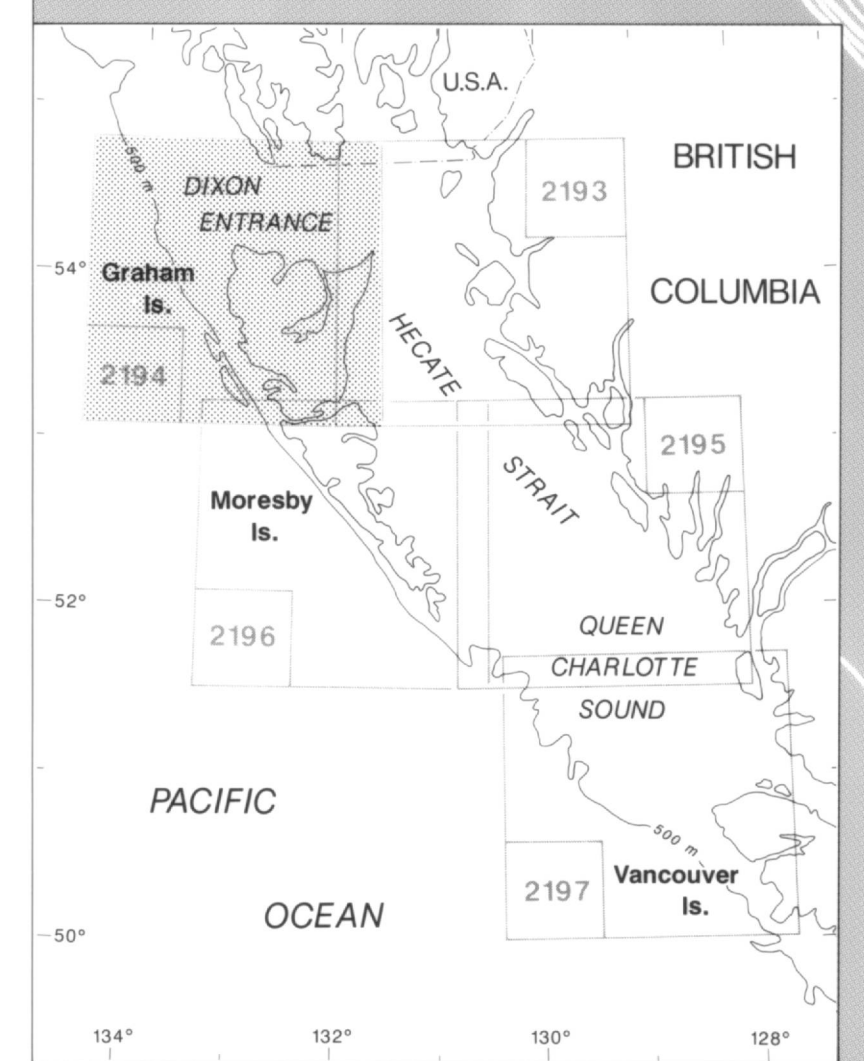 U.S.A.
BRITISH
DIXON
2193
ENTRANCE
500 m
54°
Graham
Is.
COLUMBIA
HECATE
2194
2195
STRAIT
Moresby
Is.
52°
2196
QUEEN
CHARLOTTE
SOUND
PACIFIC
500 m
2197
Vancouver
Is.
OCEAN
50°
134°
132°
130°
128°